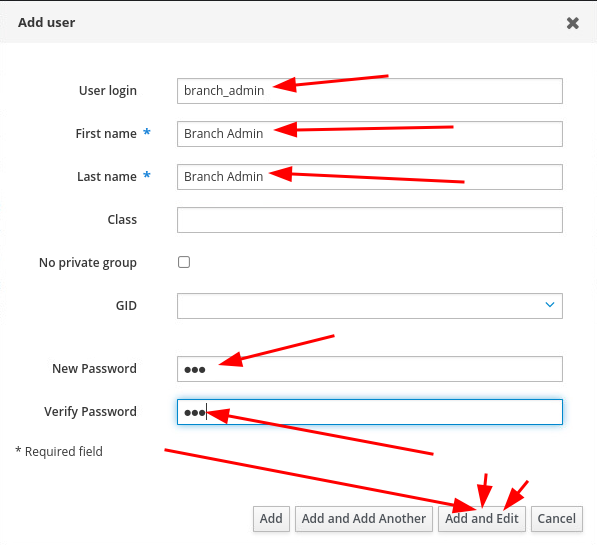 Add user
User login branch_admin
First name * Branch Admin
Last name * Branch Admin
Class
No private group
GID
New Password •••
Verify Password •••
* Required field
Add Add and Add Another Add and Edit Cancel